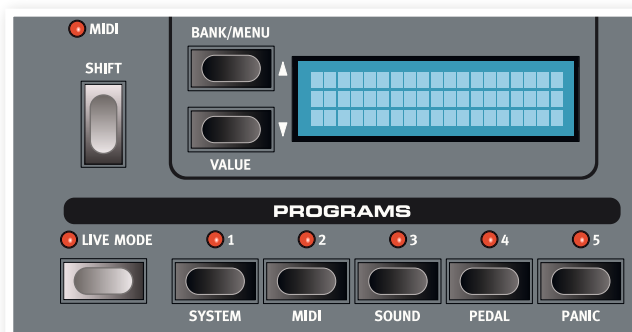 MIDI
BANK/MENU
SHIFT
VALUE
PROGRAMS
LIVE MODE 1 2 3 4 5
SYSTEM MIDI SOUND PEDAL PANIC